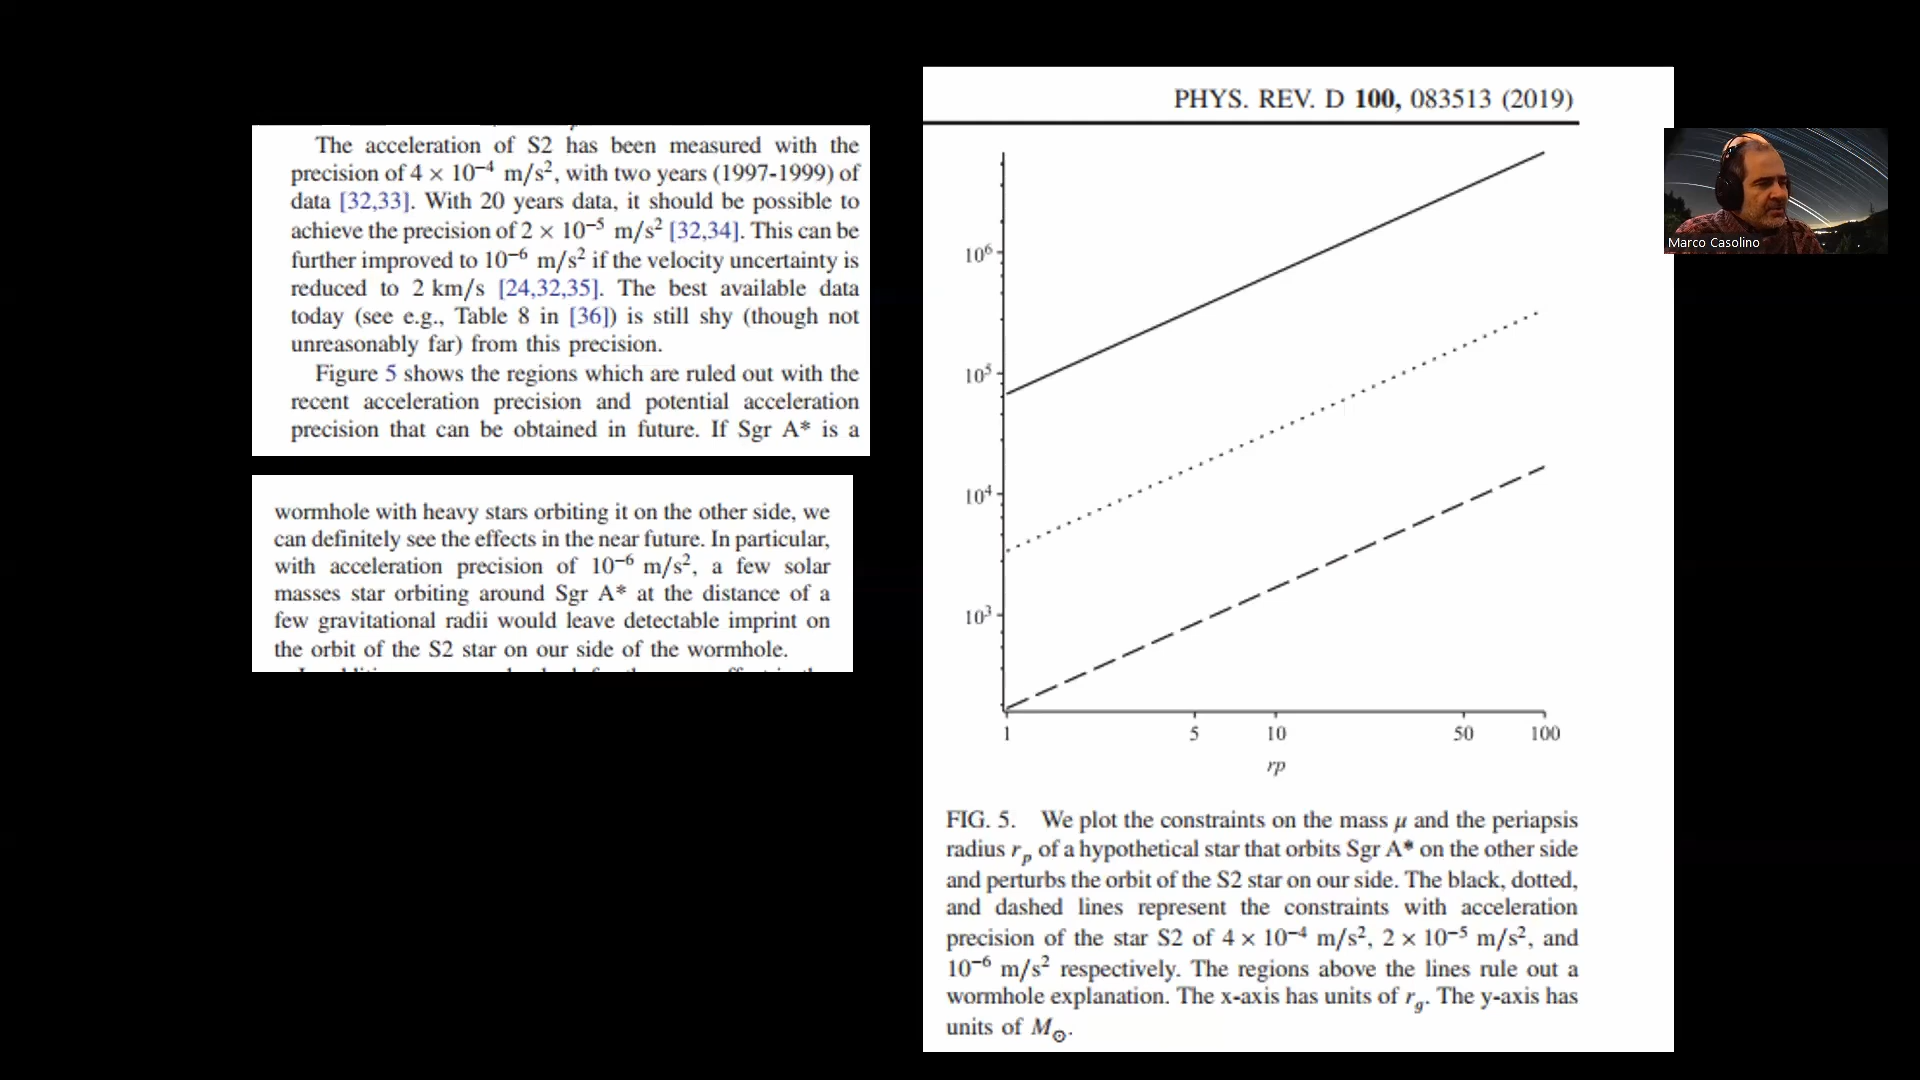 The acceleration of S2 has been measured with the
precision of 4 × 10⁻⁴ m/s², with two years (1997-1999) of
data [32,33]. With 20 years data, it should be possible to
achieve the precision of 2 × 10⁻⁵ m/s² [32,34]. This can be
further improved to 10⁻⁶ m/s² if the velocity uncertainty is
reduced to 2 km/s [24,32,35]. The best available data
today (see e.g., Table 8 in [36]) is still shy (though not
unreasonably far) from this precision.
Figure 5 shows the regions which are ruled out with the
recent acceleration precision and potential acceleration
precision that can be obtained in future. If Sgr A* is a
wormhole with heavy stars orbiting it on the other side, we
can definitely see the effects in the near future. In particular,
with acceleration precision of 10⁻⁶ m/s², a few solar
masses star orbiting around Sgr A* at the distance of a
few gravitational radii would leave detectable imprint on
the orbit of the S2 star on our side of the wormhole.
PHYS. REV. D 100, 083513 (2019)
10⁶
10⁵
10⁴
10³
1 5 10 50 100
rp
FIG. 5. We plot the constraints on the mass μ and the periapsis
radius rₚ of a hypothetical star that orbits Sgr A* on the other side
and perturbs the orbit of the S2 star on our side. The black, dotted,
and dashed lines represent the constraints with acceleration
precision of the star S2 of 4 × 10⁻⁴ m/s², 2 × 10⁻⁵ m/s², and
10⁻⁶ m/s² respectively. The regions above the lines rule out a
wormhole explanation. The x-axis has units of r_g. The y-axis has
units of M⊙.
Marco Casolino